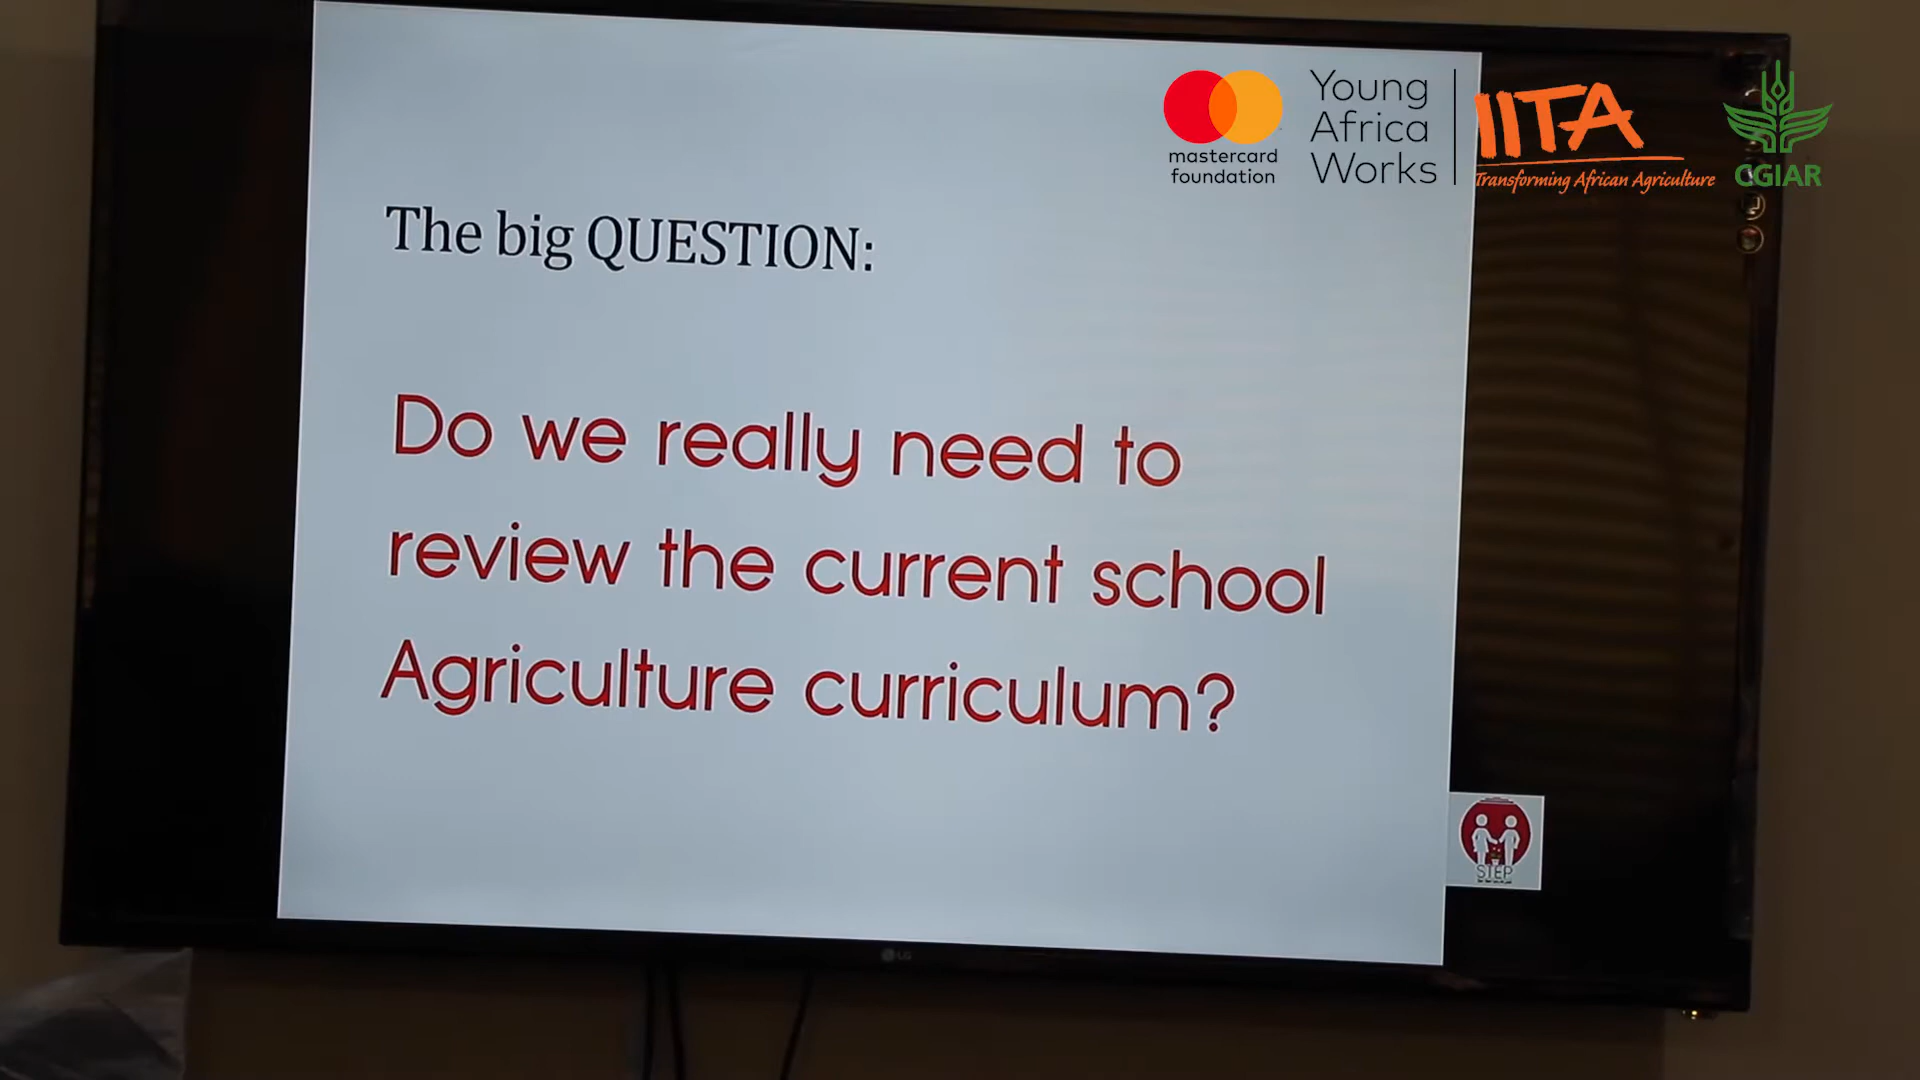 mastercard
foundation
Young
Africa
Works
IITA
Transforming African Agriculture
CGIAR
The big QUESTION:
Do we really need to
review the current school
Agriculture curriculum?
STEP
LG